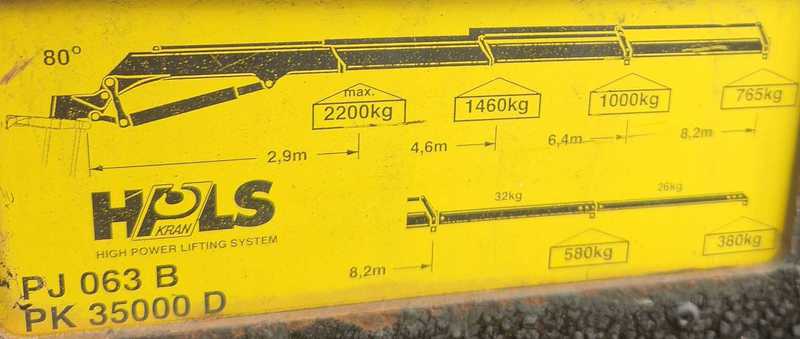 80°
max.
2200kg 1460kg 1000kg 765kg
2,9m 4,6m 6,4m 8,2m
HPLS
KRAN
HIGH POWER LIFTING SYSTEM
32kg 26kg
8,2m 580kg 380kg
PJ 063 B
PK 35000 D